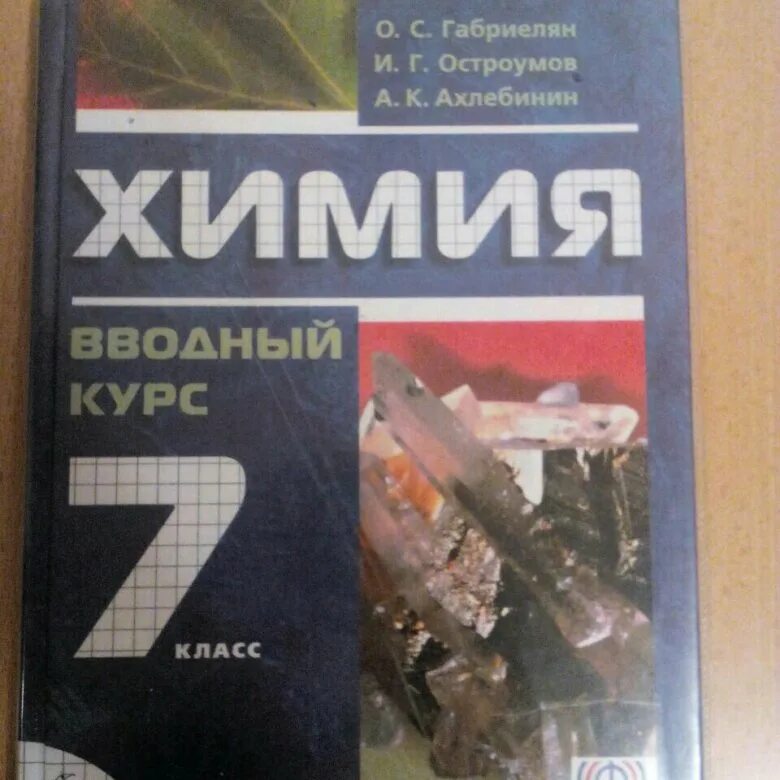 О. С. Габриелян
И. Г. Остроумов
А. К. Ахлебинин
ХИМИЯ
ВВОДНЫЙ
КУРС
7
КЛАСС